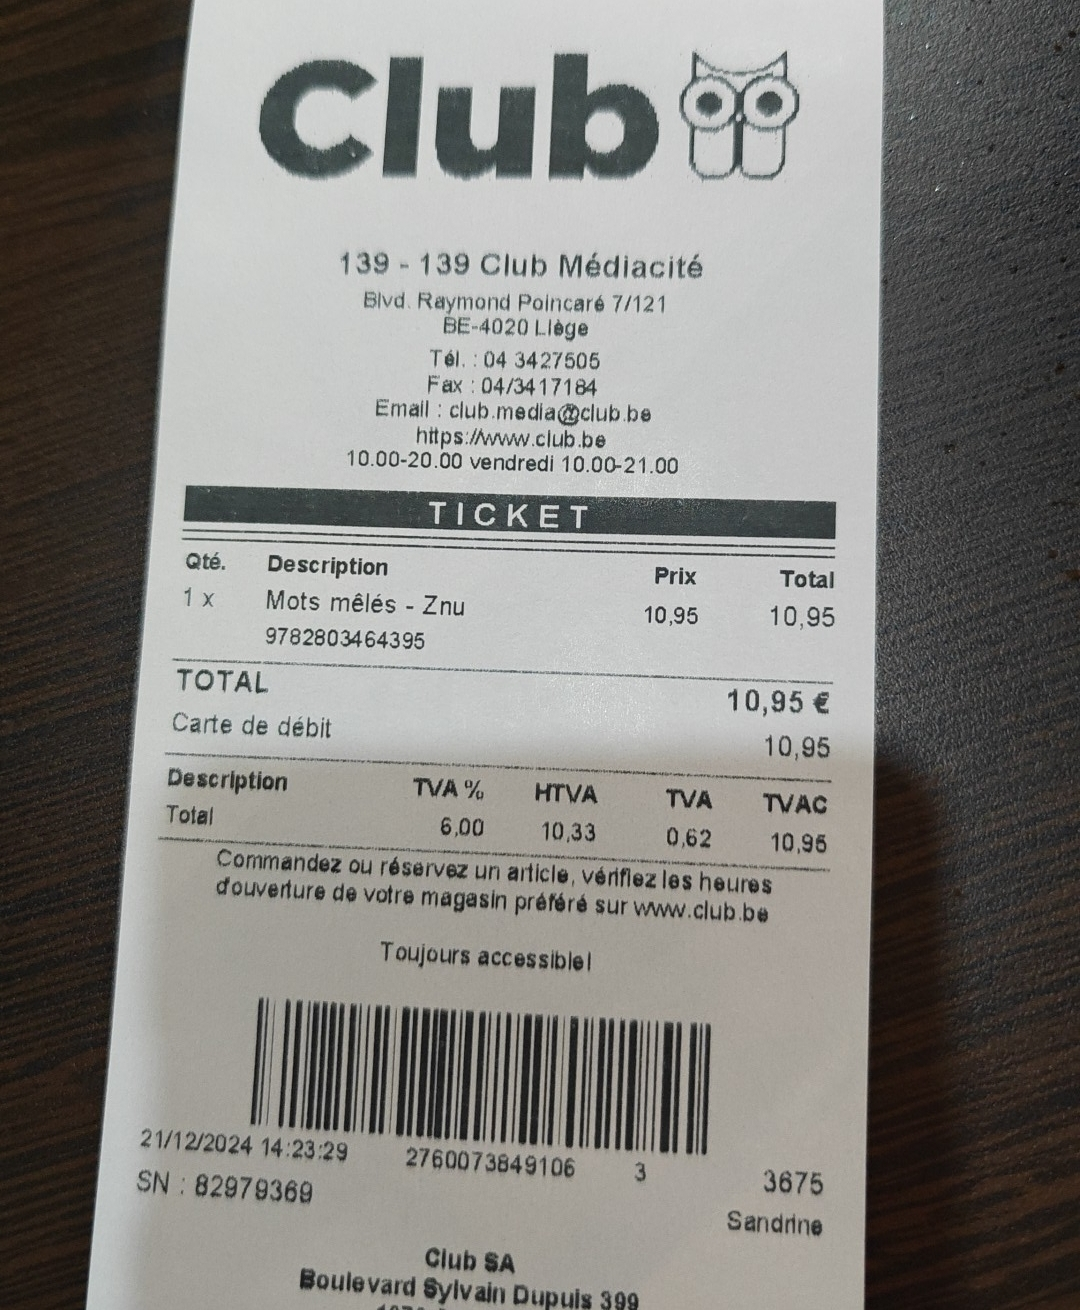 Club
139 - 139 Club Médiacité
Blvd. Raymond Poincaré 7/121
BE-4020 Liège
Tél. : 04 3427505
Fax : 04/3417184
Email : club.media@club.be
https://www.club.be
10.00-20.00 vendredi 10.00-21.00
TICKET
Qté. Description Prix Total
1 x Mots mêlés - Znu 10,95 10,95
9782803464395
TOTAL 10,95 €
Carte de débit 10,95
Description TVA % HTVA TVA TVAC
Total 6,00 10,33 0,62 10,95
Commandez ou réservez un article, vérifiez les heures
d'ouverture de votre magasin préféré sur www.club.be
Toujours accessible!
21/12/2024 14:23:29 2760073849106 3 3675
SN : 82979369 Sandrine
Club SA
Boulevard Sylvain Dupuis 399